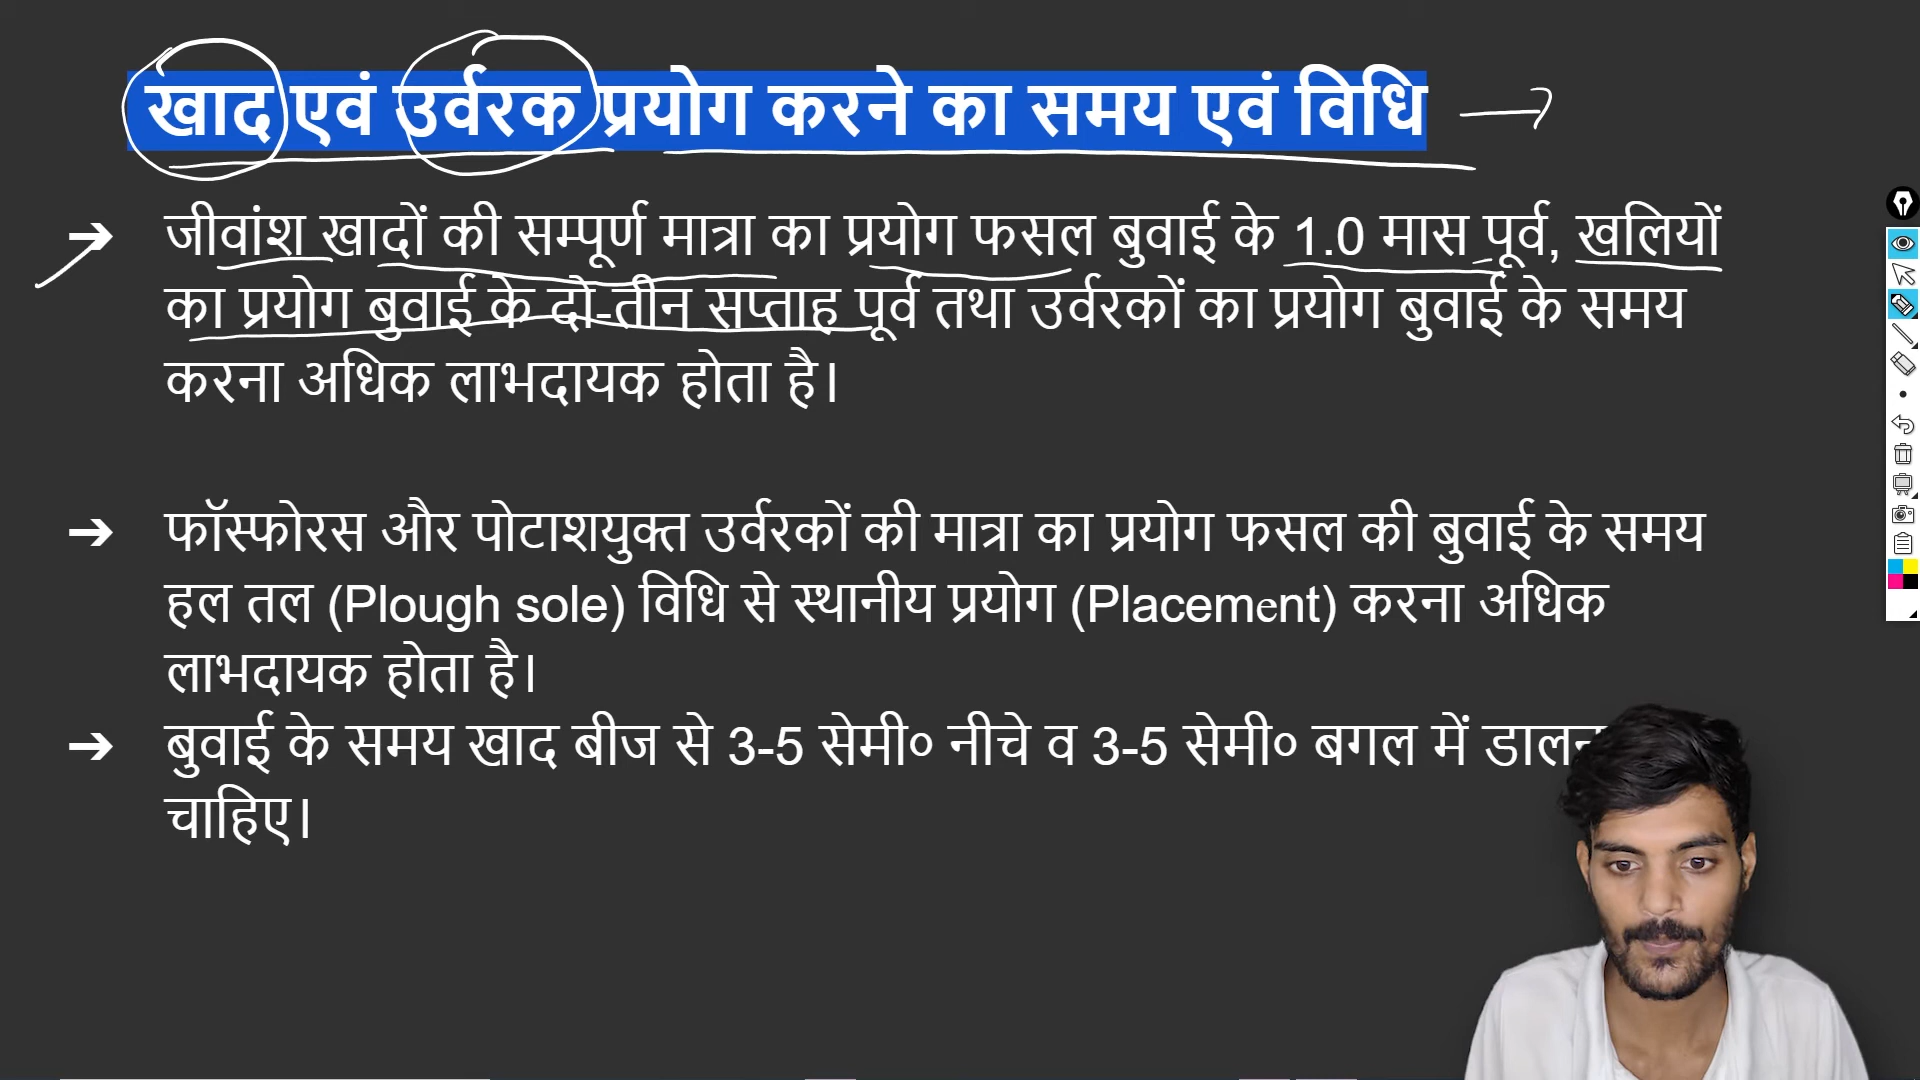 खाद एवं उर्वरक प्रयोग करने का समय एवं विधि
➔ जीवांश खादों की सम्पूर्ण मात्रा का प्रयोग फसल बुवाई के 1.0 मास पूर्व, खलियों
का प्रयोग बुवाई के दो-तीन सप्ताह पूर्व तथा उर्वरकों का प्रयोग बुवाई के समय
करना अधिक लाभदायक होता है।
➔ फॉस्फोरस और पोटाशयुक्त उर्वरकों की मात्रा का प्रयोग फसल की बुवाई के समय
हल तल (Plough sole) विधि से स्थानीय प्रयोग (Placement) करना अधिक
लाभदायक होता है।
➔ बुवाई के समय खाद बीज से 3-5 सेमी० नीचे व 3-5 सेमी० बगल में
चाहिए।